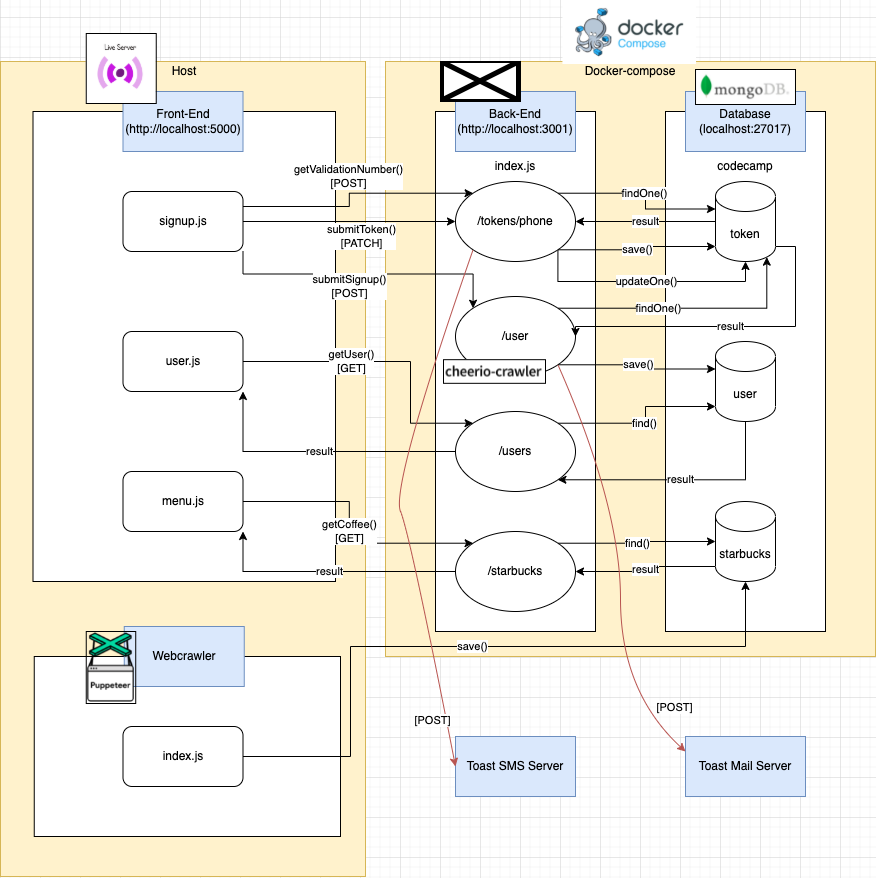 docker
Compose
Live Server
Host
Docker-compose
mongoDB.
Front-End
(http://localhost:5000)
Back-End
(http://localhost:3001)
Database
(localhost:27017)
index.js
codecamp
getValidationNumber()
[POST]
signup.js
submitToken()
[PATCH]
submitSignup()
[POST]
/tokens/phone
findOne()
result
save()
updateOne()
token
findOne()
result
/user
cheerio-crawler
save()
user
user.js
getUser()
[GET]
result
/users
find()
result
menu.js
getCoffee()
[GET]
result
/starbucks
find()
result
starbucks
Webcrawler
Puppeteer
index.js
save()
[POST]
[POST]
Toast SMS Server
Toast Mail Server